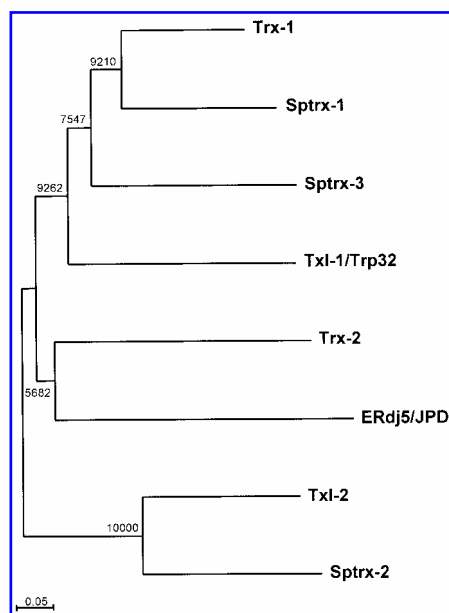 Trx-1
9210
Sptrx-1
7547
Sptrx-3
9262
Txl-1/Trp32
Trx-2
5682
ERdj5/JPD
Txl-2
10000
Sptrx-2
0.05